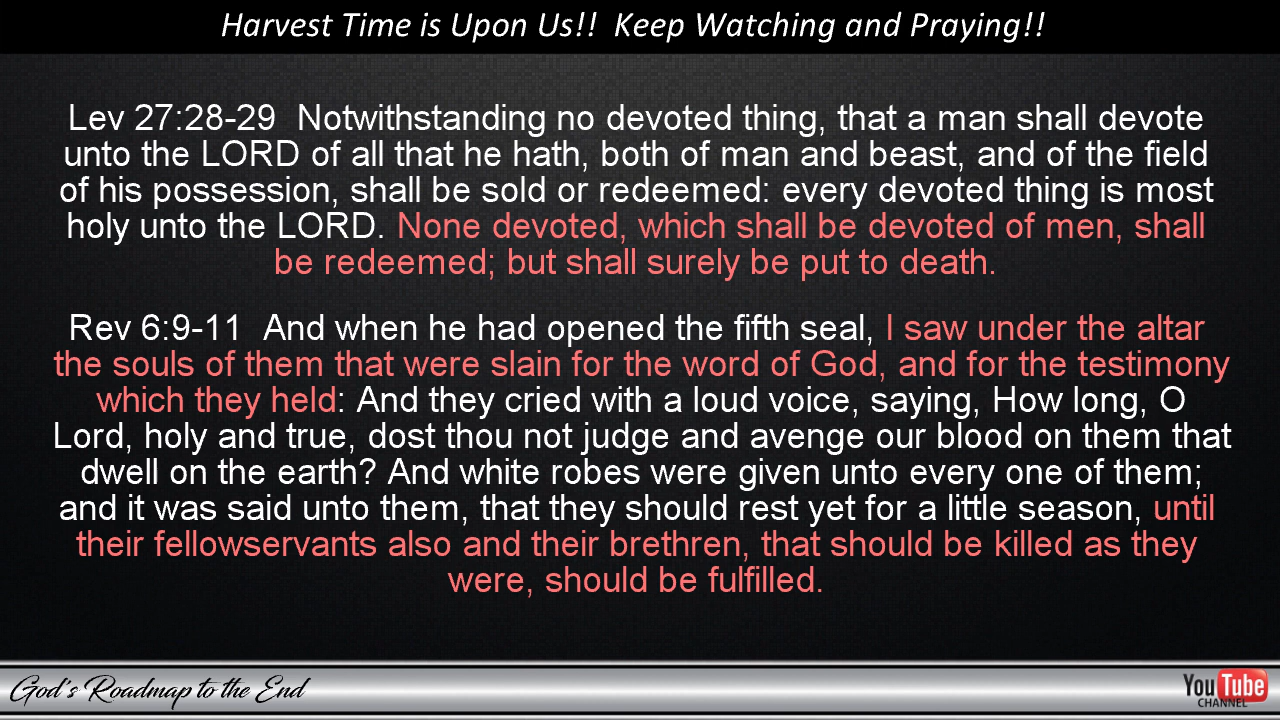 Harvest Time is Upon Us!!  Keep Watching and Praying!!
Lev 27:28-29  Notwithstanding no devoted thing, that a man shall devote
unto the LORD of all that he hath, both of man and beast, and of the field
of his possession, shall be sold or redeemed: every devoted thing is most
holy unto the LORD. None devoted, which shall be devoted of men, shall
be redeemed; but shall surely be put to death.
Rev 6:9-11  And when he had opened the fifth seal, I saw under the altar
the souls of them that were slain for the word of God, and for the testimony
which they held: And they cried with a loud voice, saying, How long, O
Lord, holy and true, dost thou not judge and avenge our blood on them that
dwell on the earth? And white robes were given unto every one of them;
and it was said unto them, that they should rest yet for a little season, until
their fellowservants also and their brethren, that should be killed as they
were, should be fulfilled.
God's Roadmap to the End
YouTube
CHANNEL